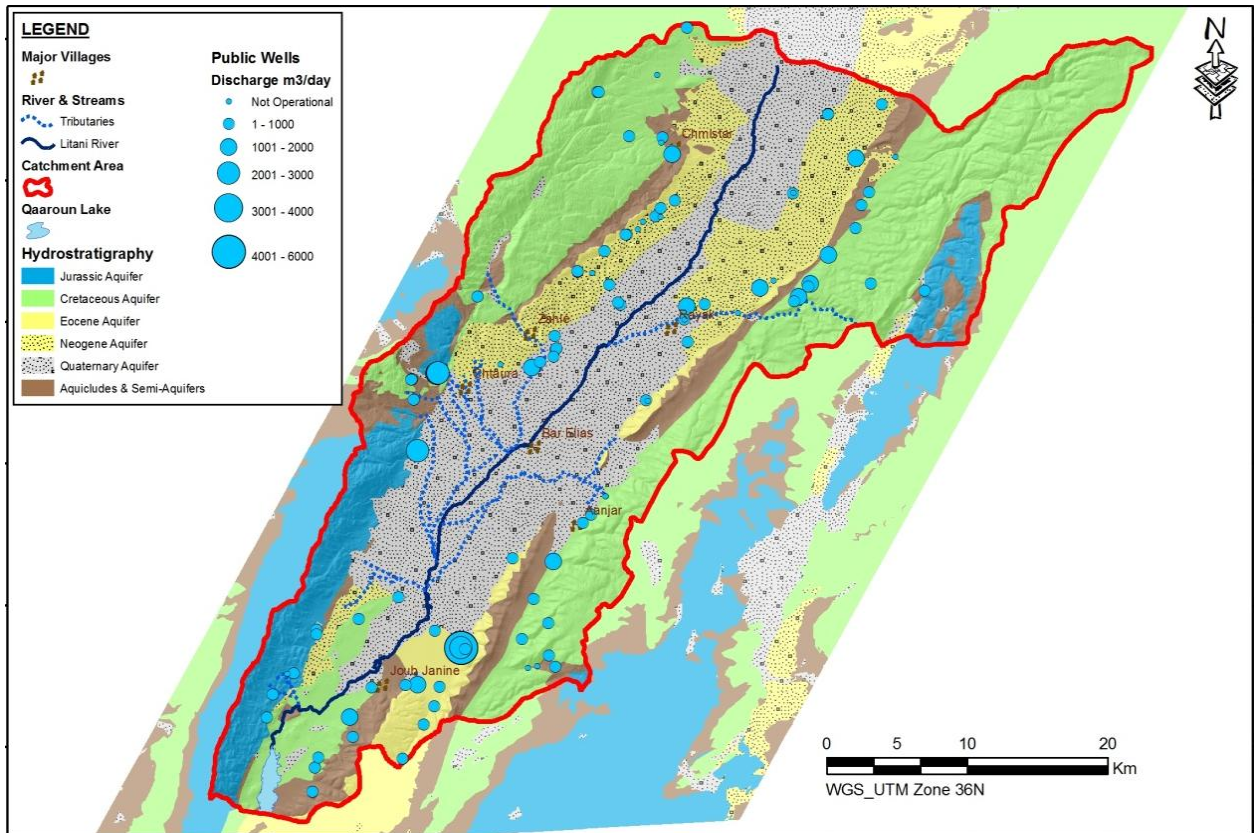 LEGEND
Major Villages
River & Streams
Tributaries
Litani River
Catchment Area
Qaaroun Lake
Hydrostratigraphy
Jurassic Aquifer
Cretaceous Aquifer
Eocene Aquifer
Neogene Aquifer
Quaternary Aquifer
Aquicludes & Semi-Aquifers
Public Wells
Discharge m3/day
Not Operational
1 - 1000
1001 - 2000
2001 - 3000
3001 - 4000
4001 - 6000
N
Chmistar
Zahle
Rayak
Chtaura
Bar Elias
Aanjar
Joub Janine
0 5 10 20
Km
WGS_UTM Zone 36N